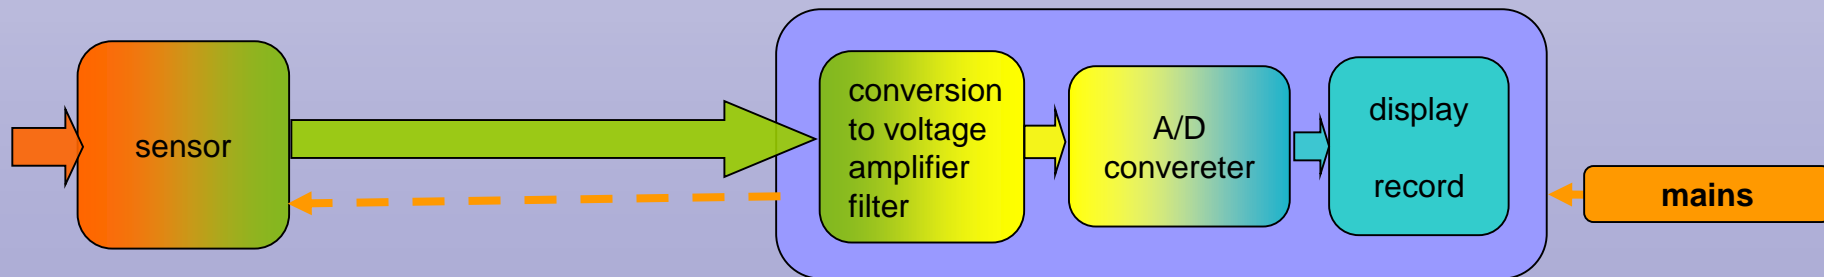 sensor
conversion
to voltage
amplifier
filter
A/D
convereter
display
record
mains